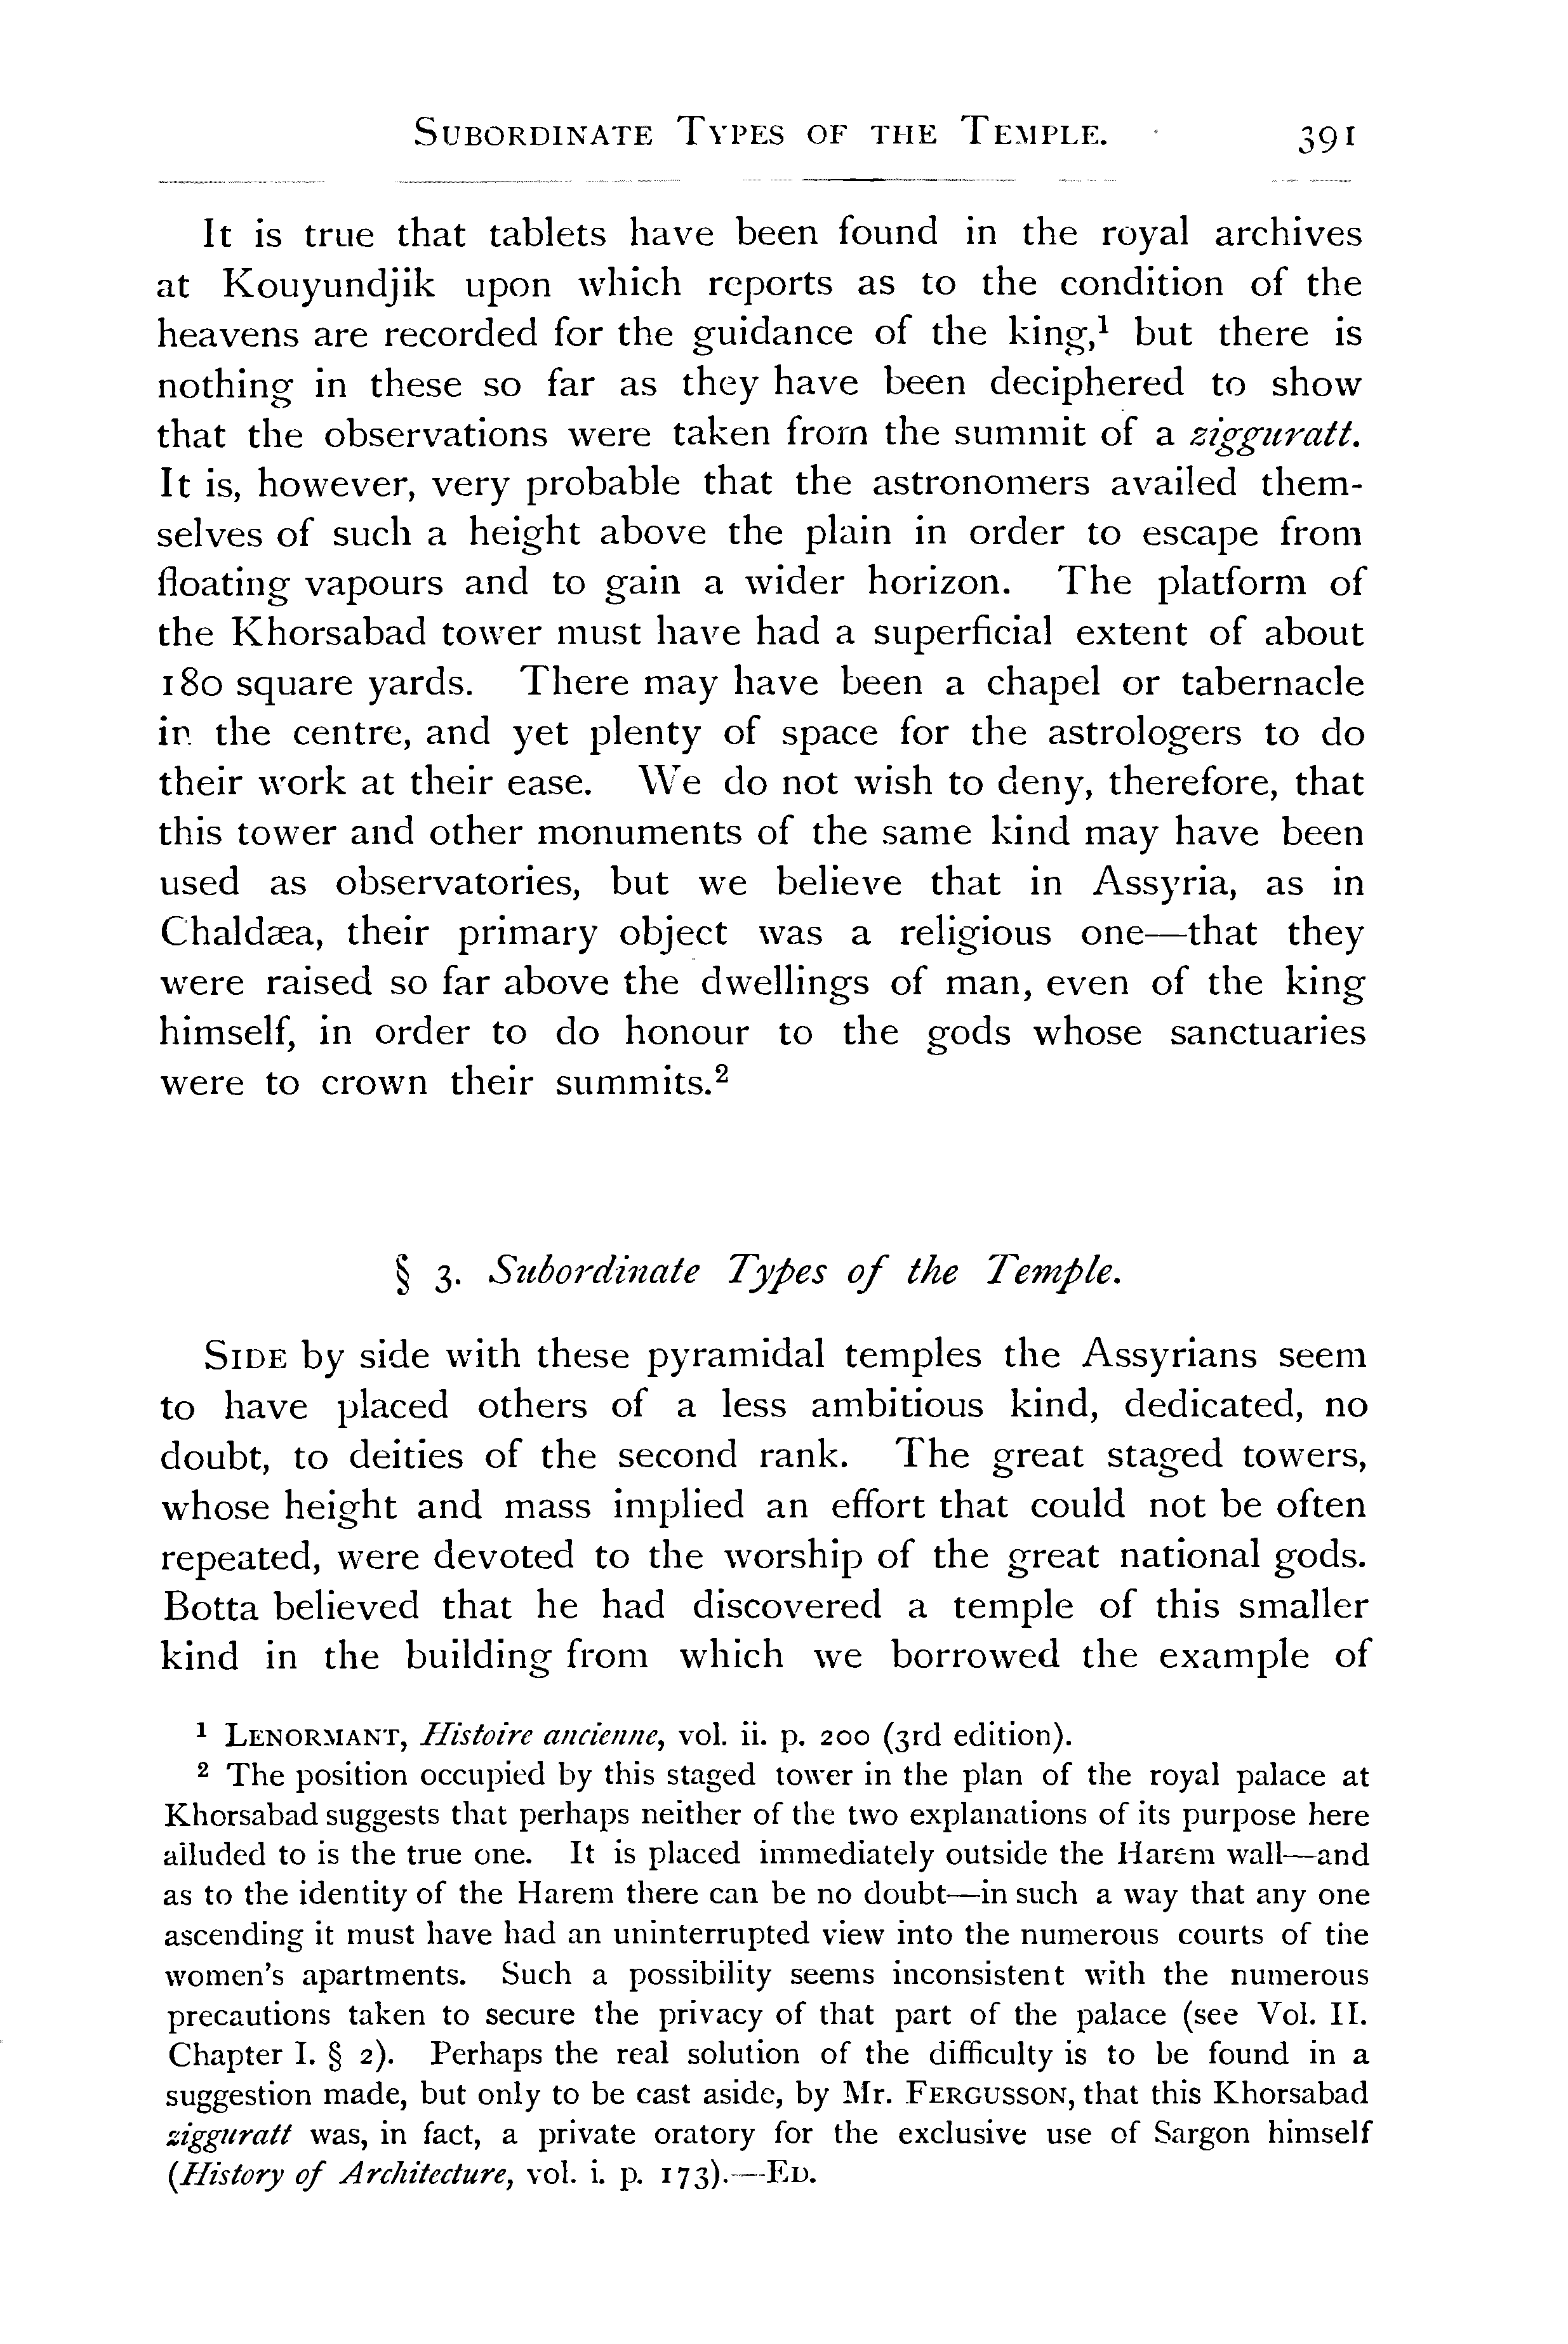 SUBORDINATE TYPES OF THE TEMPLE. 391
It is true that tablets have been found in the royal archives
at Kouyundjik upon which reports as to the condition of the
heavens are recorded for the guidance of the king,¹ but there is
nothing in these so far as they have been deciphered to show
that the observations were taken from the summit of a zigguratt.
It is, however, very probable that the astronomers availed them-
selves of such a height above the plain in order to escape from
floating vapours and to gain a wider horizon. The platform of
the Khorsabad tower must have had a superficial extent of about
180 square yards. There may have been a chapel or tabernacle
in the centre, and yet plenty of space for the astrologers to do
their work at their ease. We do not wish to deny, therefore, that
this tower and other monuments of the same kind may have been
used as observatories, but we believe that in Assyria, as in
Chaldæa, their primary object was a religious one—that they
were raised so far above the dwellings of man, even of the king
himself, in order to do honour to the gods whose sanctuaries
were to crown their summits.²
§ 3. Subordinate Types of the Temple.
SIDE by side with these pyramidal temples the Assyrians seem
to have placed others of a less ambitious kind, dedicated, no
doubt, to deities of the second rank. The great staged towers,
whose height and mass implied an effort that could not be often
repeated, were devoted to the worship of the great national gods.
Botta believed that he had discovered a temple of this smaller
kind in the building from which we borrowed the example of
¹ LENORMANT, Histoire ancienne, vol. ii. p. 200 (3rd edition).
² The position occupied by this staged tower in the plan of the royal palace at
Khorsabad suggests that perhaps neither of the two explanations of its purpose here
alluded to is the true one. It is placed immediately outside the Harem wall—and
as to the identity of the Harem there can be no doubt—in such a way that any one
ascending it must have had an uninterrupted view into the numerous courts of the
women's apartments. Such a possibility seems inconsistent with the numerous
precautions taken to secure the privacy of that part of the palace (see Vol. II.
Chapter I. § 2). Perhaps the real solution of the difficulty is to be found in a
suggestion made, but only to be cast aside, by Mr. FERGUSSON, that this Khorsabad
zigguratt was, in fact, a private oratory for the exclusive use of Sargon himself
(History of Architecture, vol. i. p. 173).—ED.